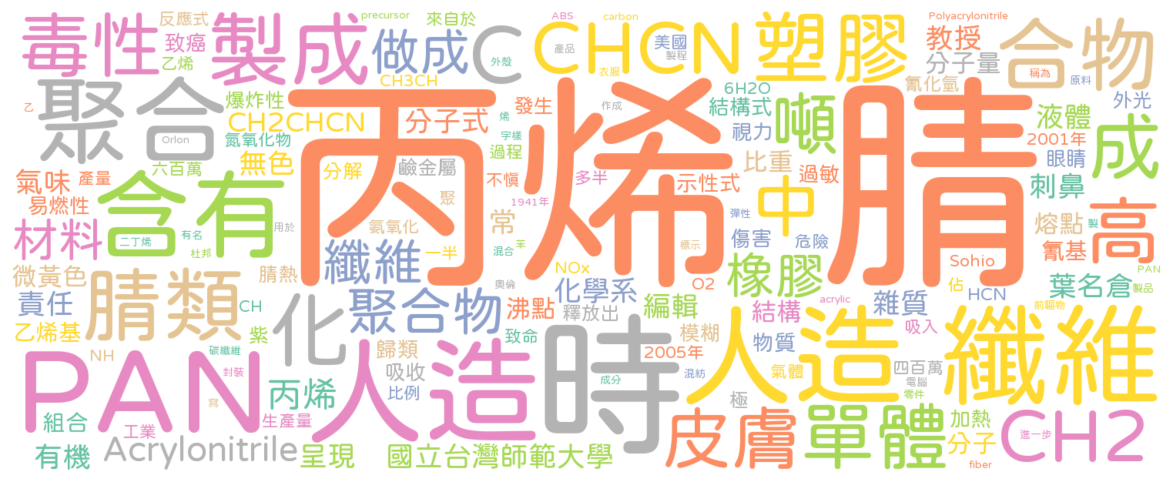 反應式
precursor
來自於
ABS
carbon
Polyacrylonitrile
毒性
致癌
乙烯
製成
做成
C
外殼
CHCN
產品
衣服
美國
製程
塑膠
教授
分子量
合物
稱為
原料
聚合
爆炸性
CH3CH
丙烯腈
6H2O
結構式
氰化氫
外光
乙
Orlon
氮氧化物
CH2CHCN
分子式
發生
作成
烯
字樣
過程
視力
噸
液體
2001年
眼睛
成
六百萬
無色
分解
鹼金屬
不慎
多半
示性式
比重
過敏
刺鼻
氣味
產量
易燃性
含有
聚
1941年
彈性
中
熔點
高
製
材料
二丁烯
有名
杜邦
用於
氨氧化
常
混合
苯
標示
傷害
危險
氰基
纖維
一半
NOx
O2
橡膠
Sohio
PAN
微黃色
腈類
腈熱
奧倫
化學系
佔
HCN
葉名倉
製品
責任
CH
化
聚合物
沸點
釋放出
編輯
結構
acrylic
雜質
吸入
前驅物
乙烯基
紫
碳纖維
NH
歸類
致命
模糊
物質
人造
纖維
PAN
封裝
吸收
人造
時
2005年
氣體
四百萬
丙烯
比例
成分
混紡
電腦
零件
組合
工業
寫
生產量
極
皮膚
單體
加熱
CH2
進一步
有機
Acrylonitrile
呈現
國立台灣師範大學
分子
fiber